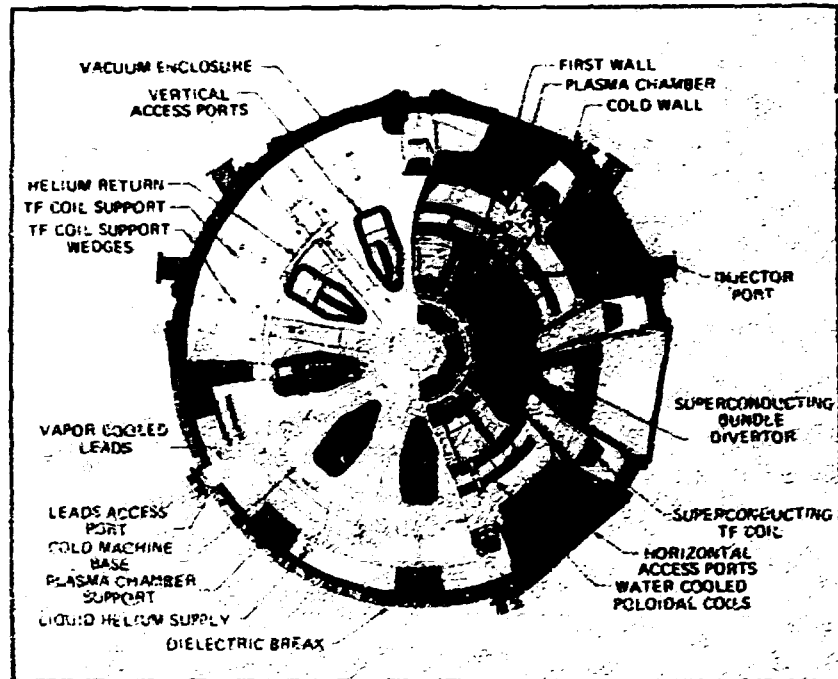 VACUUM ENCLOSURE
VERTICAL
ACCESS PORTS
HELIUM RETURN
TF COIL SUPPORT
TF COIL SUPPORT
WEDGES
VAPOR COOLED
LEADS
LEADS ACCESS
PORT
COLD MACHINE
BASE
PLASMA CHAMBER
SUPPORT
LIQUID HELIUM SUPPLY
DIELECTRIC BREAK
FIRST WALL
PLASMA CHAMBER
COLD WALL
INJECTOR
PORT
SUPERCONDUCTING
BUNDLE
DIVERTOR
SUPERCONDUCTING
TF COIL
HORIZONTAL
ACCESS PORTS
WATER COOLED
POLOIDAL COILS